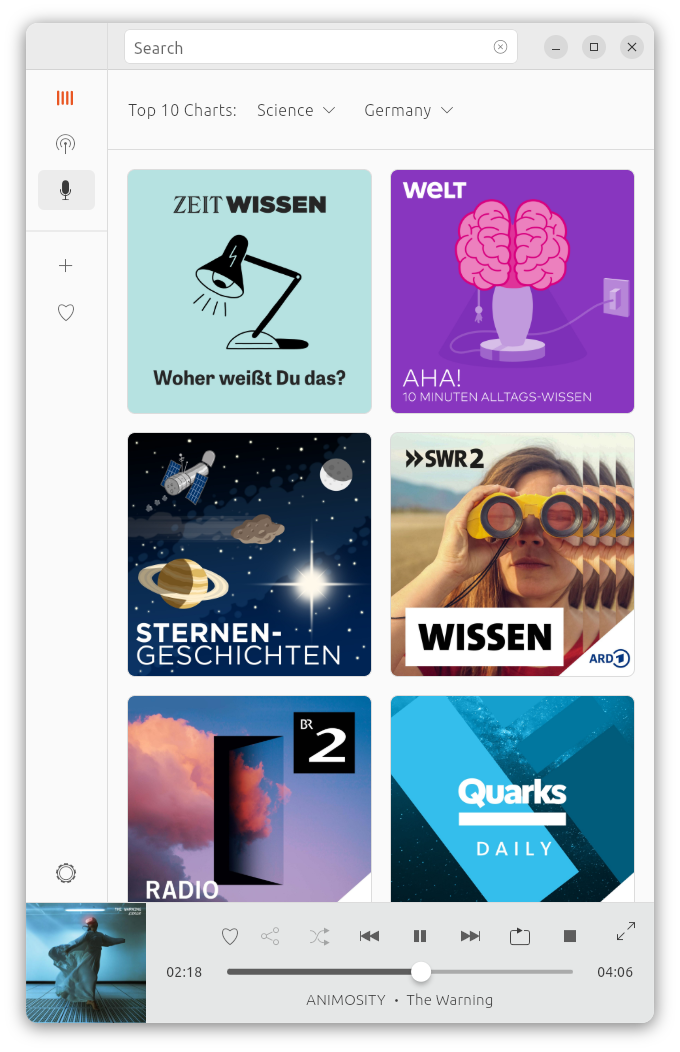 Search
Top 10 Charts: Science Germany
ZEIT WISSEN
Woher weißt Du das?
WELT
AHA!
10 MINUTEN ALLTAGS-WISSEN
STERNEN-
GESCHICHTEN
SWR2
WISSEN
ARD 1
BR
2
RADIO
Quarks
DAILY
THE WARNING
02:18
04:06
ANIMOSITY • The Warning